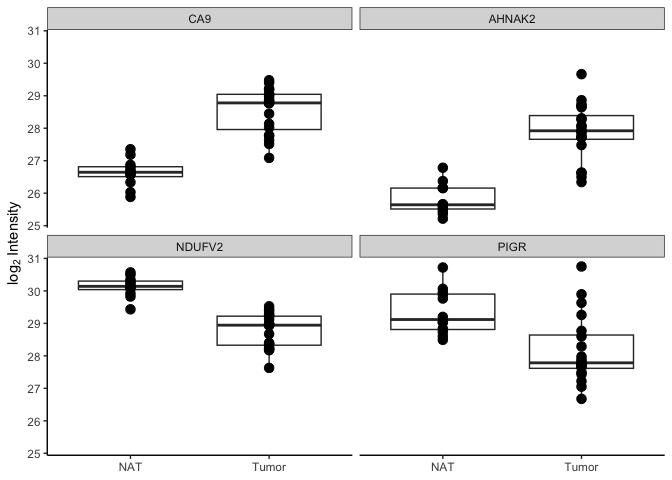 CA9
AHNAK2
31
30
29
28
27
26
25
log₂ Intensity
NDUFV2
PIGR
31
30
29
28
27
26
25
NAT
Tumor
NAT
Tumor